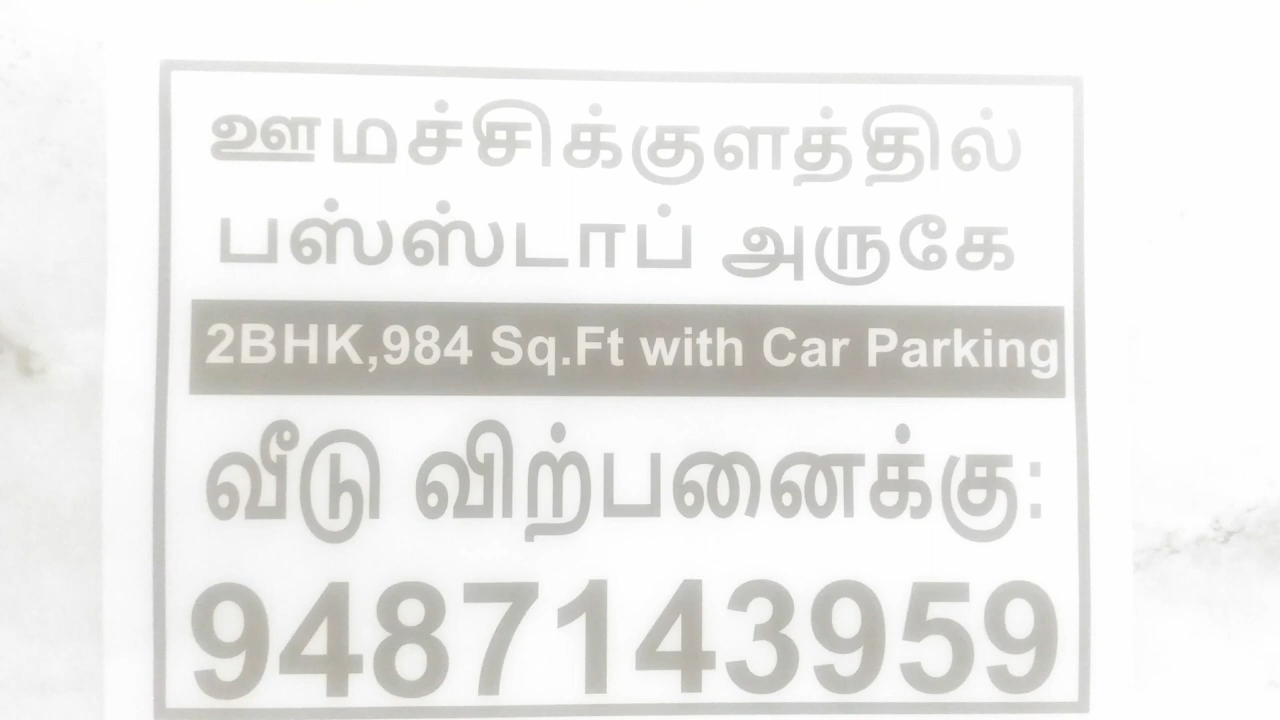 ஊமச்சிக்குளத்தில்
பஸ்ஸ்டாப் அருகே
2BHK,984 Sq.Ft with Car Parking
வீடு விற்பனைக்கு:
9487143959